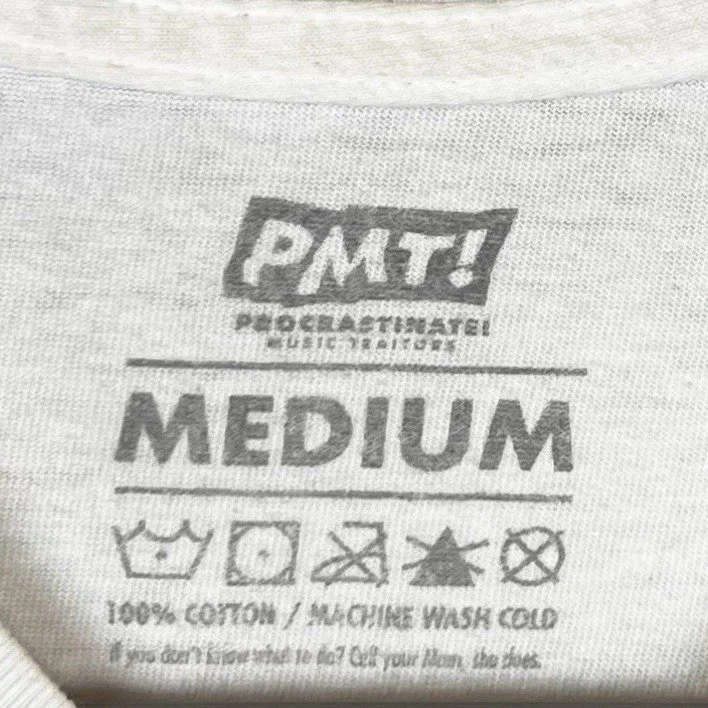 PMT!
PROCRASTINATE!
MUSIC TRAITORS
MEDIUM
100% COTTON / MACHINE WASH COLD
If you don't know what to do? Call your Mom, she does.